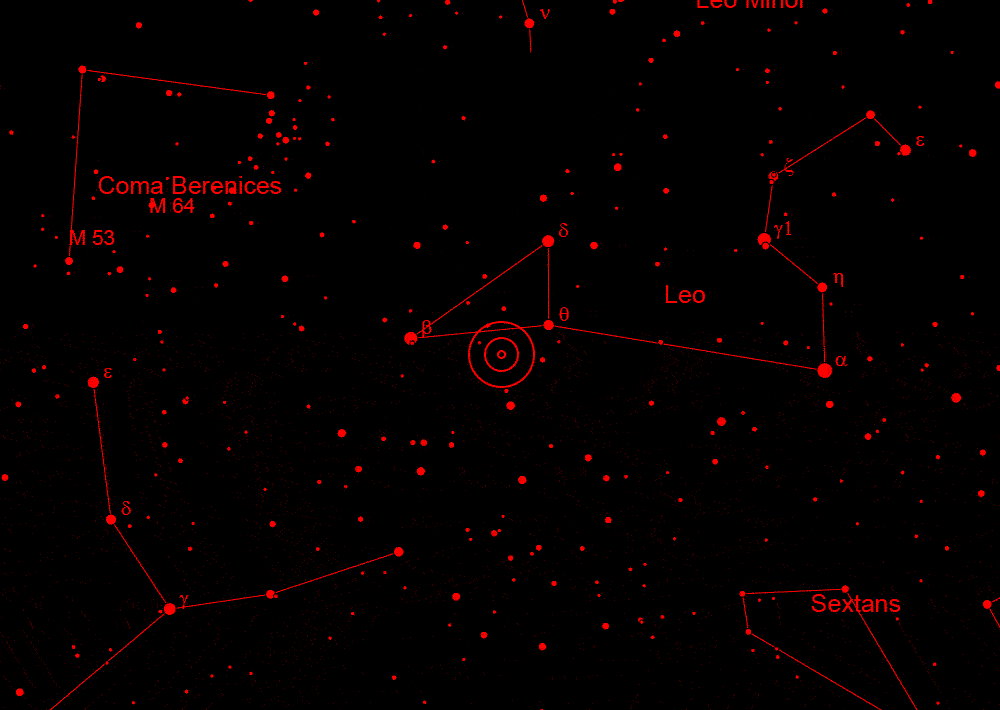 Leo Minor
ν
ε
ζ
Coma Berenices
M 64
γ1
δ
M 53
η
Leo
θ
β
α
ε
δ
γ
Sextans